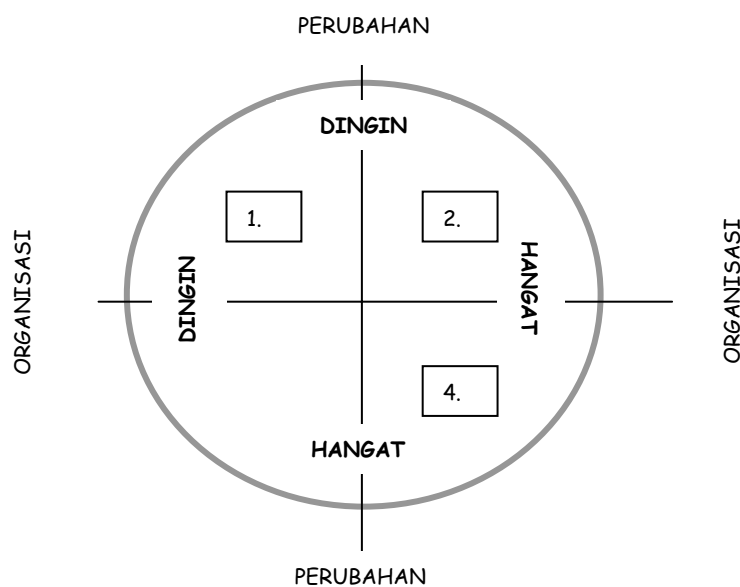 PERUBAHAN
DINGIN
1.
2.
ORGANISASI
DINGIN
HANGAT
ORGANISASI
4.
HANGAT
PERUBAHAN